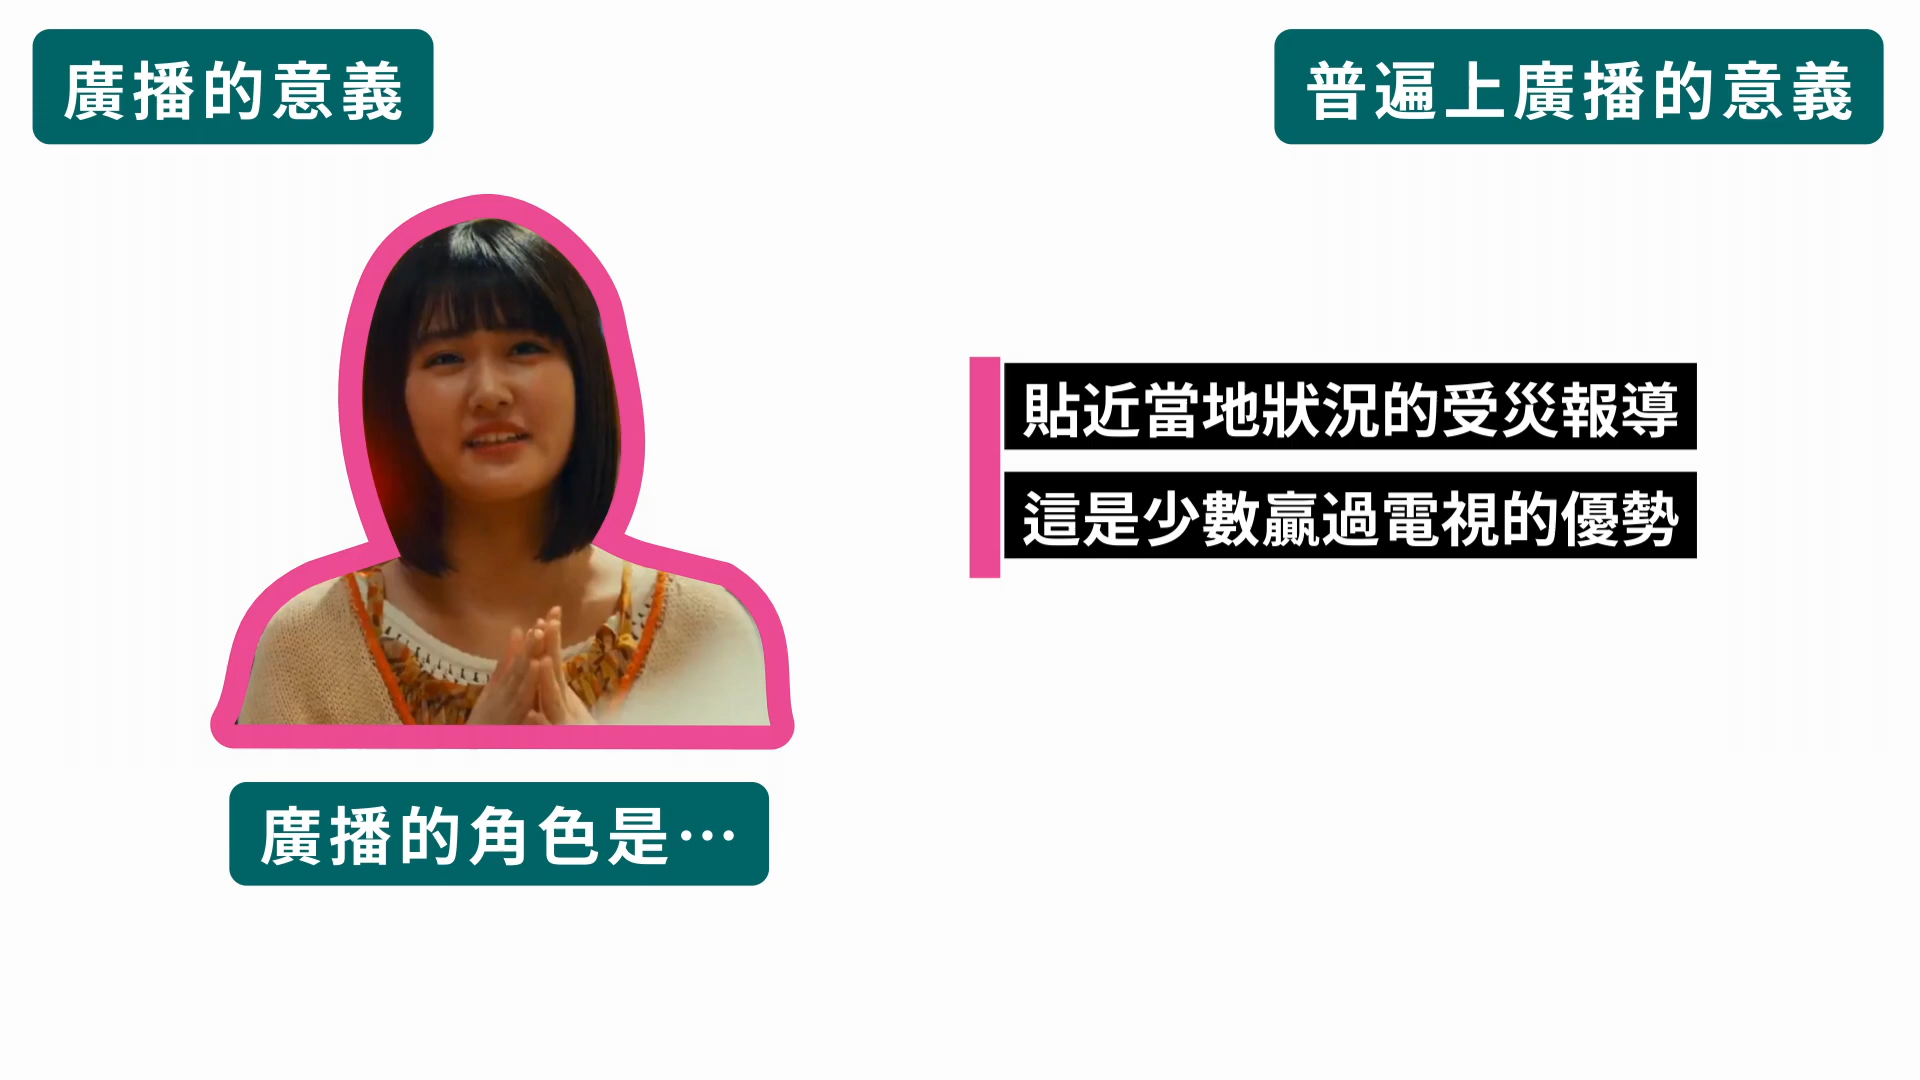 廣播的意義
普遍上廣播的意義
貼近當地狀況的受災報導
這是少數贏過電視的優勢
廣播的角色是⋯